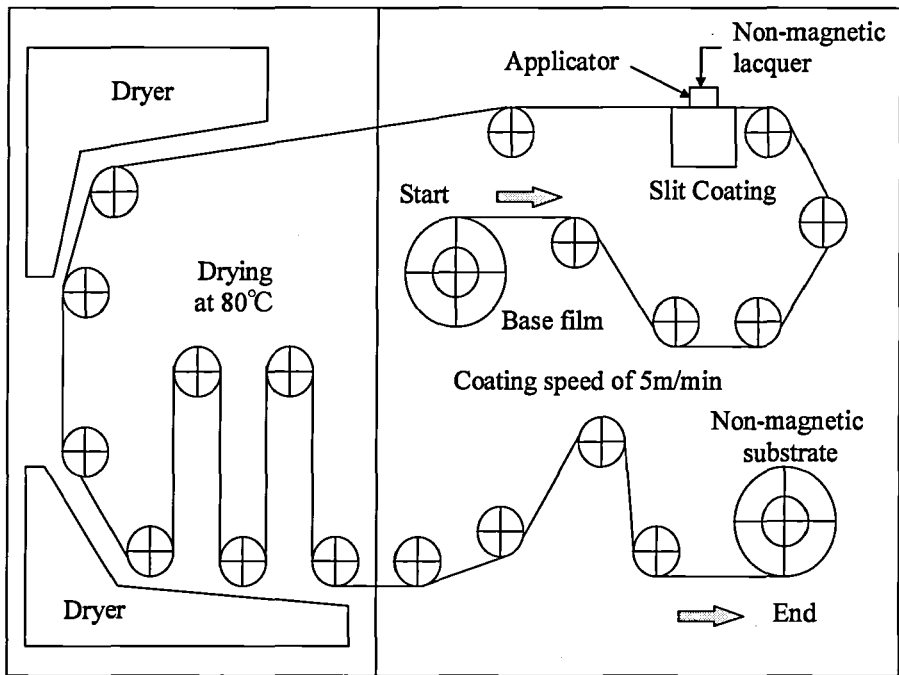 Non-magnetic
lacquer
Applicator
Dryer
Slit Coating
Start
Drying
at 80℃
Base film
Coating speed of 5m/min
Non-magnetic
substrate
Dryer
End